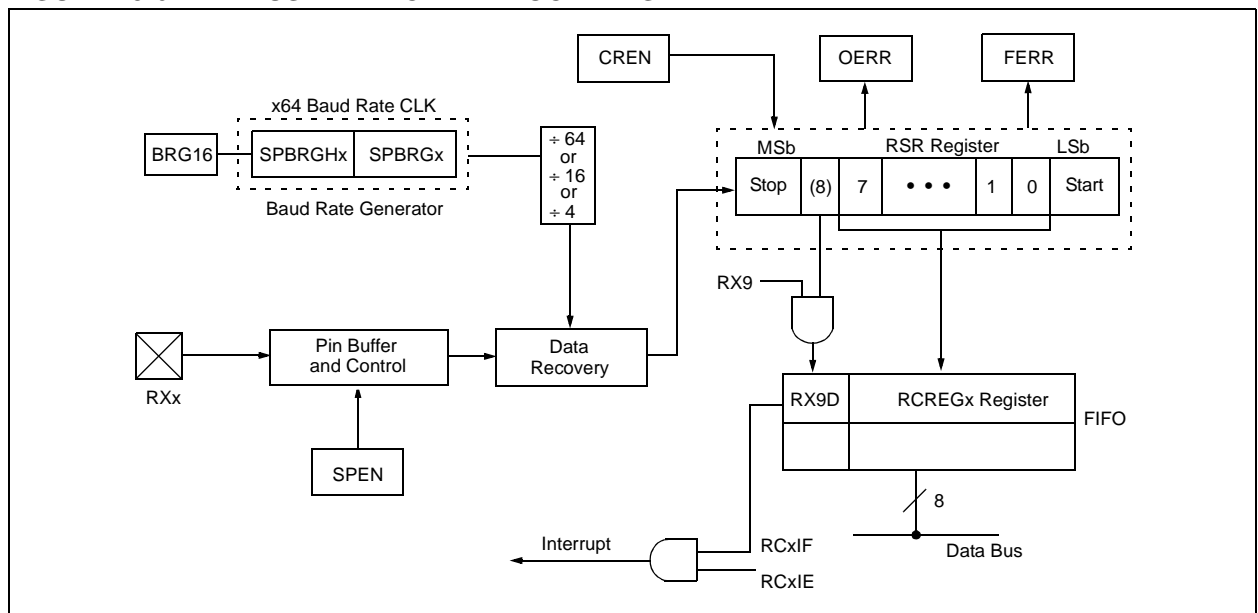 CREN
OERR
FERR
x64 Baud Rate CLK
BRG16
SPBRGHx
SPBRGx
Baud Rate Generator
÷ 64
or
÷ 16
or
÷ 4
MSb
RSR Register
LSb
Stop
(8)
7
• • •
1
0
Start
RX9
Pin Buffer
and Control
Data
Recovery
RXx
SPEN
RX9D
RCREGx Register
FIFO
8
Data Bus
Interrupt
RCxIF
RCxIE